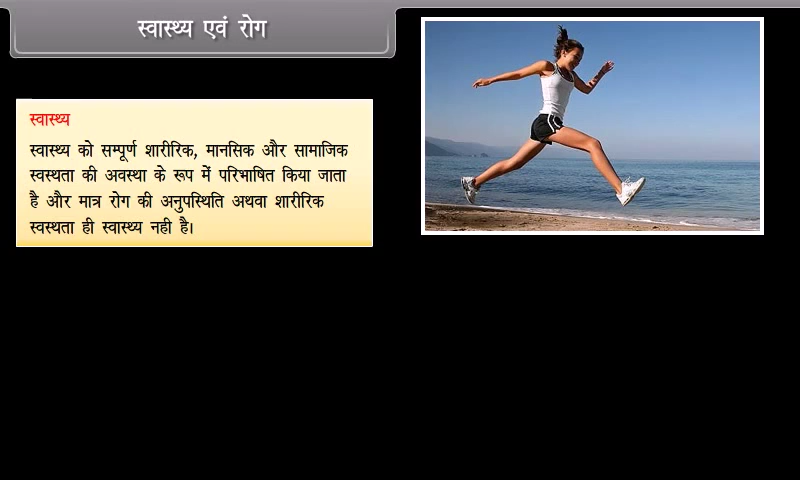 स्वास्थ्य एवं रोग
स्वास्थ्य
स्वास्थ्य को सम्पूर्ण शारीरिक, मानसिक और सामाजिक
स्वस्थता की अवस्था के रूप में परिभाषित किया जाता
है और मात्र रोग की अनुपस्थिति अथवा शारीरिक
स्वस्थता ही स्वास्थ्य नही है।